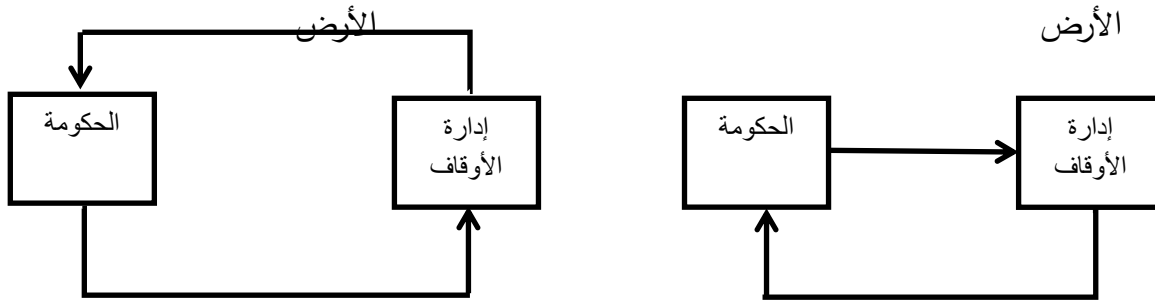 الأرض
الأرض
إدارة
الأوقاف
الحكومة
إدارة
الأوقاف
الحكومة